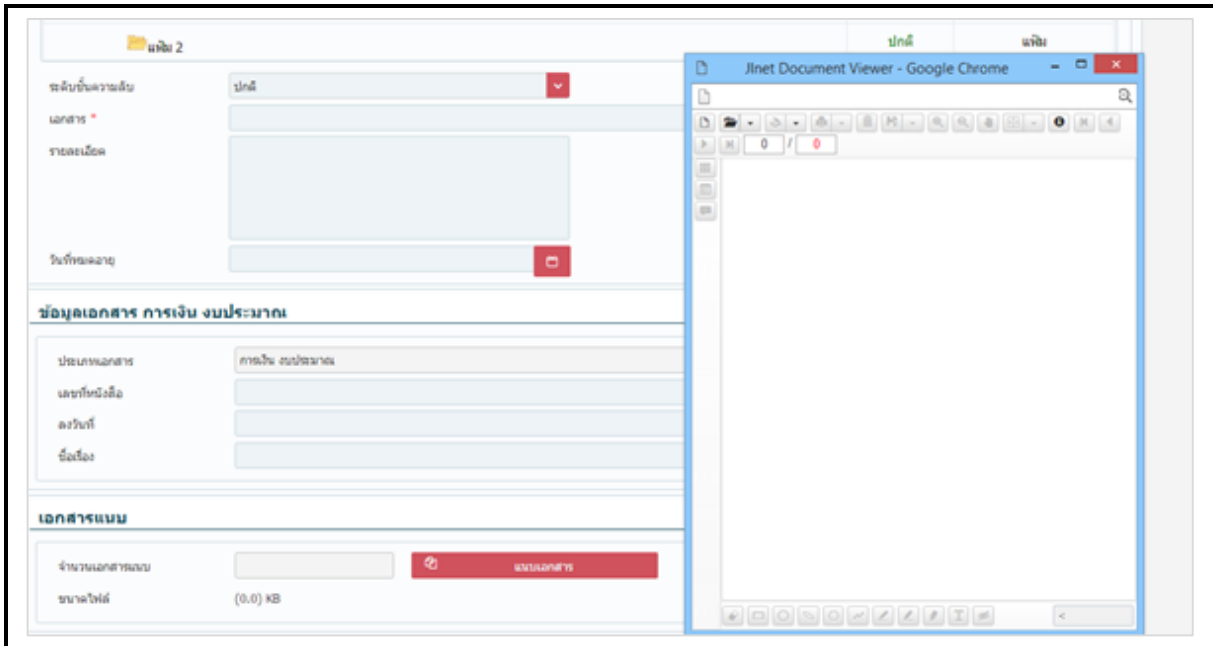 แฟ้ม 2 ปกติ แฟ้ม
Jlnet Document Viewer - Google Chrome
ระดับชั้นความลับ ปกติ
เอกสาร *
0 / 0
รายละเอียด
วันที่หมดอายุ
ข้อมูลเอกสาร การเงิน งบประมาณ
ประเภทเอกสาร การเงิน งบประมาณ
เลขที่หนังสือ
ลงวันที่
ชื่อเรื่อง
เอกสารแนบ
จำนวนเอกสารแนบ แนบเอกสาร
ขนาดไฟล์ (0.0) KB